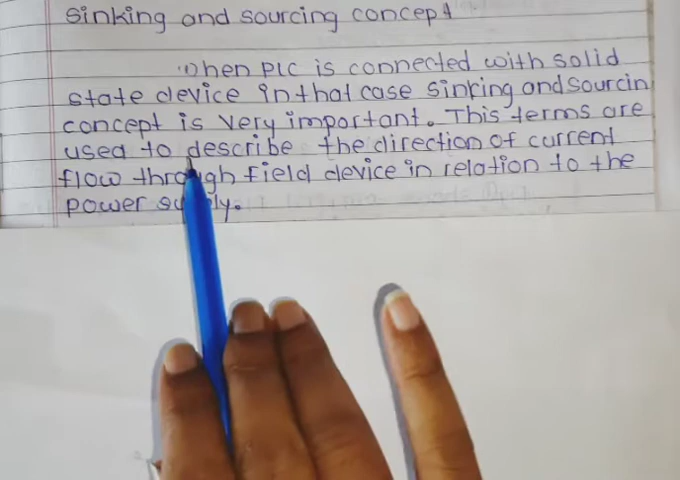 sinking and sourcing concept
When PLC is connected with solid
state device in that case sinking and sourcin
concept is very important. This terms are
used to describe the direction of current
flow through field device in relation to the
power supply.